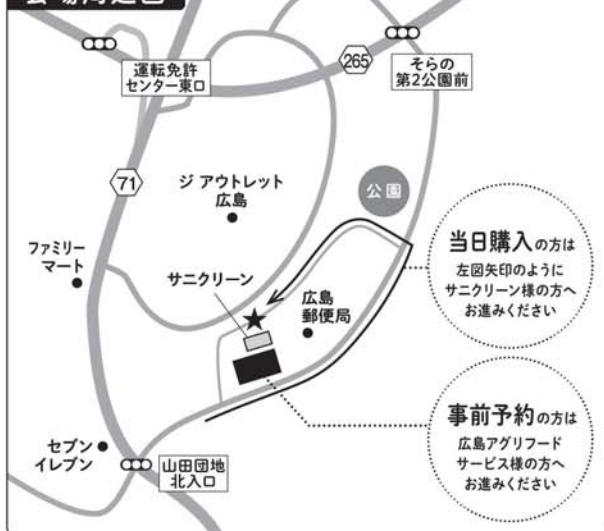 運転免許
センター東口
265
そらの
第2公園前
71
ジ アウトレット
広島
公園
ファミリー
マート
サニクリーン
広島
郵便局
当日購入の方は
左図矢印のように
サニクリーン様の方へ
お進みください
事前予約の方は
広島アグリフード
サービス様の方へ
お進みください
セブン
イレブン
山田団地
北入口